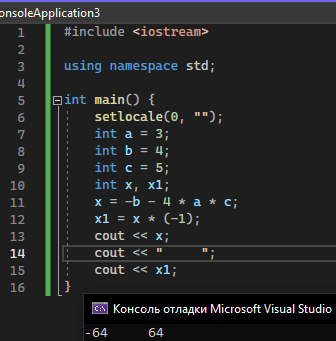 onsoleApplication3
1 #include <iostream>
2
3 using namespace std;
4
5 int main() {
6 setlocale(0, "");
7 int a = 3;
8 int b = 4;
9 int c = 5;
10 int x, x1;
11 x = -b - 4 * a * c;
12 x1 = x * (-1);
13 cout << x;
14 cout << "     ";
15 cout << x1;
16 }
C:\ Консоль отладки Microsoft Visual Studio
-64     64